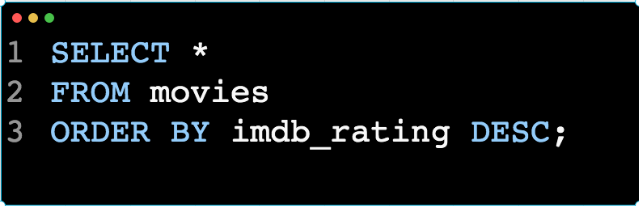 1 SELECT *
2 FROM movies
3 ORDER BY imdb_rating DESC;